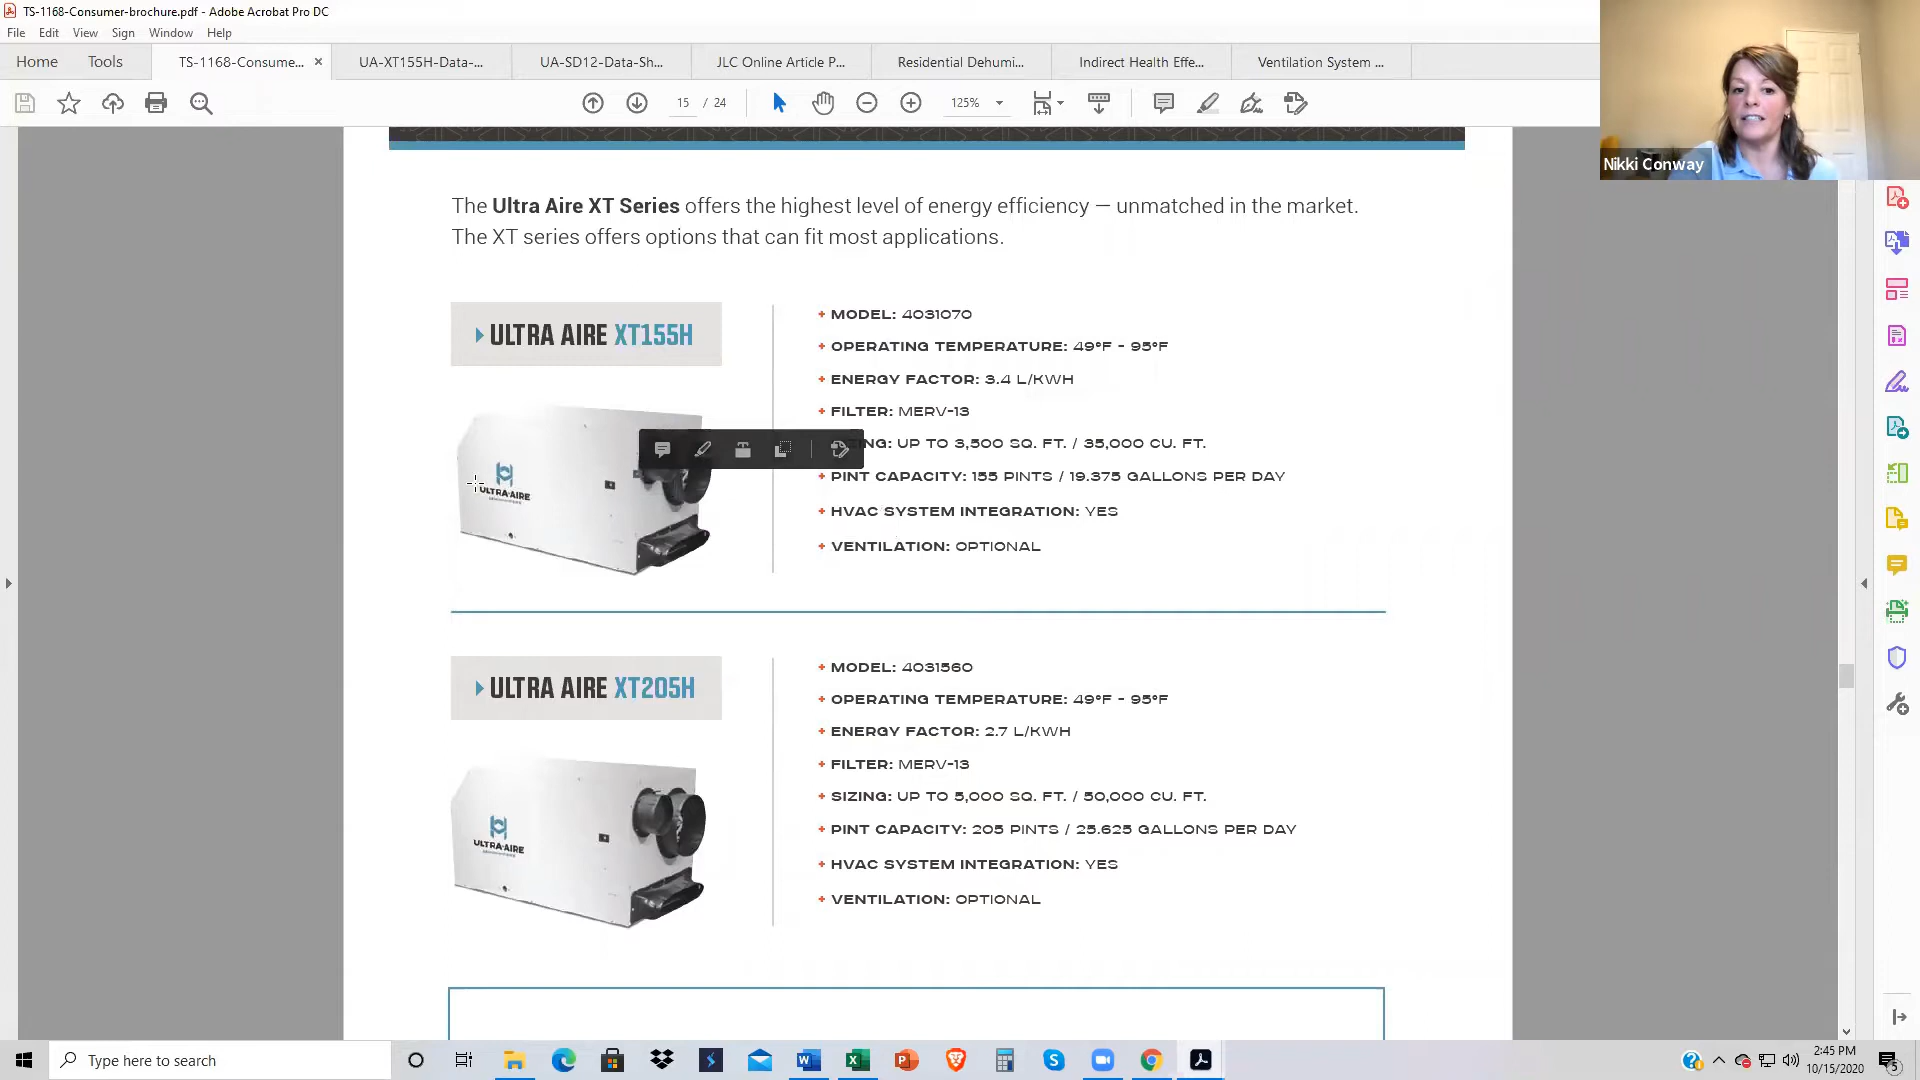 TS-1168-Consumer-brochure.pdf - Adobe Acrobat Pro DC
File Edit View Sign Window Help
Home Tools TS-1168-Consume... × UA-XT155H-Data-... UA-SD12-Data-Sh... JLC Online Article P... Residential Dehumi... Indirect Health Effe... Ventilation System ...
15 / 24 125%
Nikki Conway
The Ultra Aire XT Series offers the highest level of energy efficiency — unmatched in the market.
The XT series offers options that can fit most applications.
ULTRA AIRE XT155H
+ MODEL: 4031070
+ OPERATING TEMPERATURE: 49°F - 95°F
+ ENERGY FACTOR: 3.4 L/KWH
+ FILTER: MERV-13
NG: UP TO 3,500 SQ. FT. / 35,000 CU. FT.
+ PINT CAPACITY: 155 PINTS / 19.375 GALLONS PER DAY
+ HVAC SYSTEM INTEGRATION: YES
+ VENTILATION: OPTIONAL
ULTRA-AIRE
ULTRA AIRE XT205H
+ MODEL: 4031560
+ OPERATING TEMPERATURE: 49°F - 95°F
+ ENERGY FACTOR: 2.7 L/KWH
+ FILTER: MERV-13
+ SIZING: UP TO 5,000 SQ. FT. / 50,000 CU. FT.
+ PINT CAPACITY: 205 PINTS / 25.625 GALLONS PER DAY
+ HVAC SYSTEM INTEGRATION: YES
+ VENTILATION: OPTIONAL
ULTRA-AIRE
Type here to search
2:45 PM
10/15/2020
5